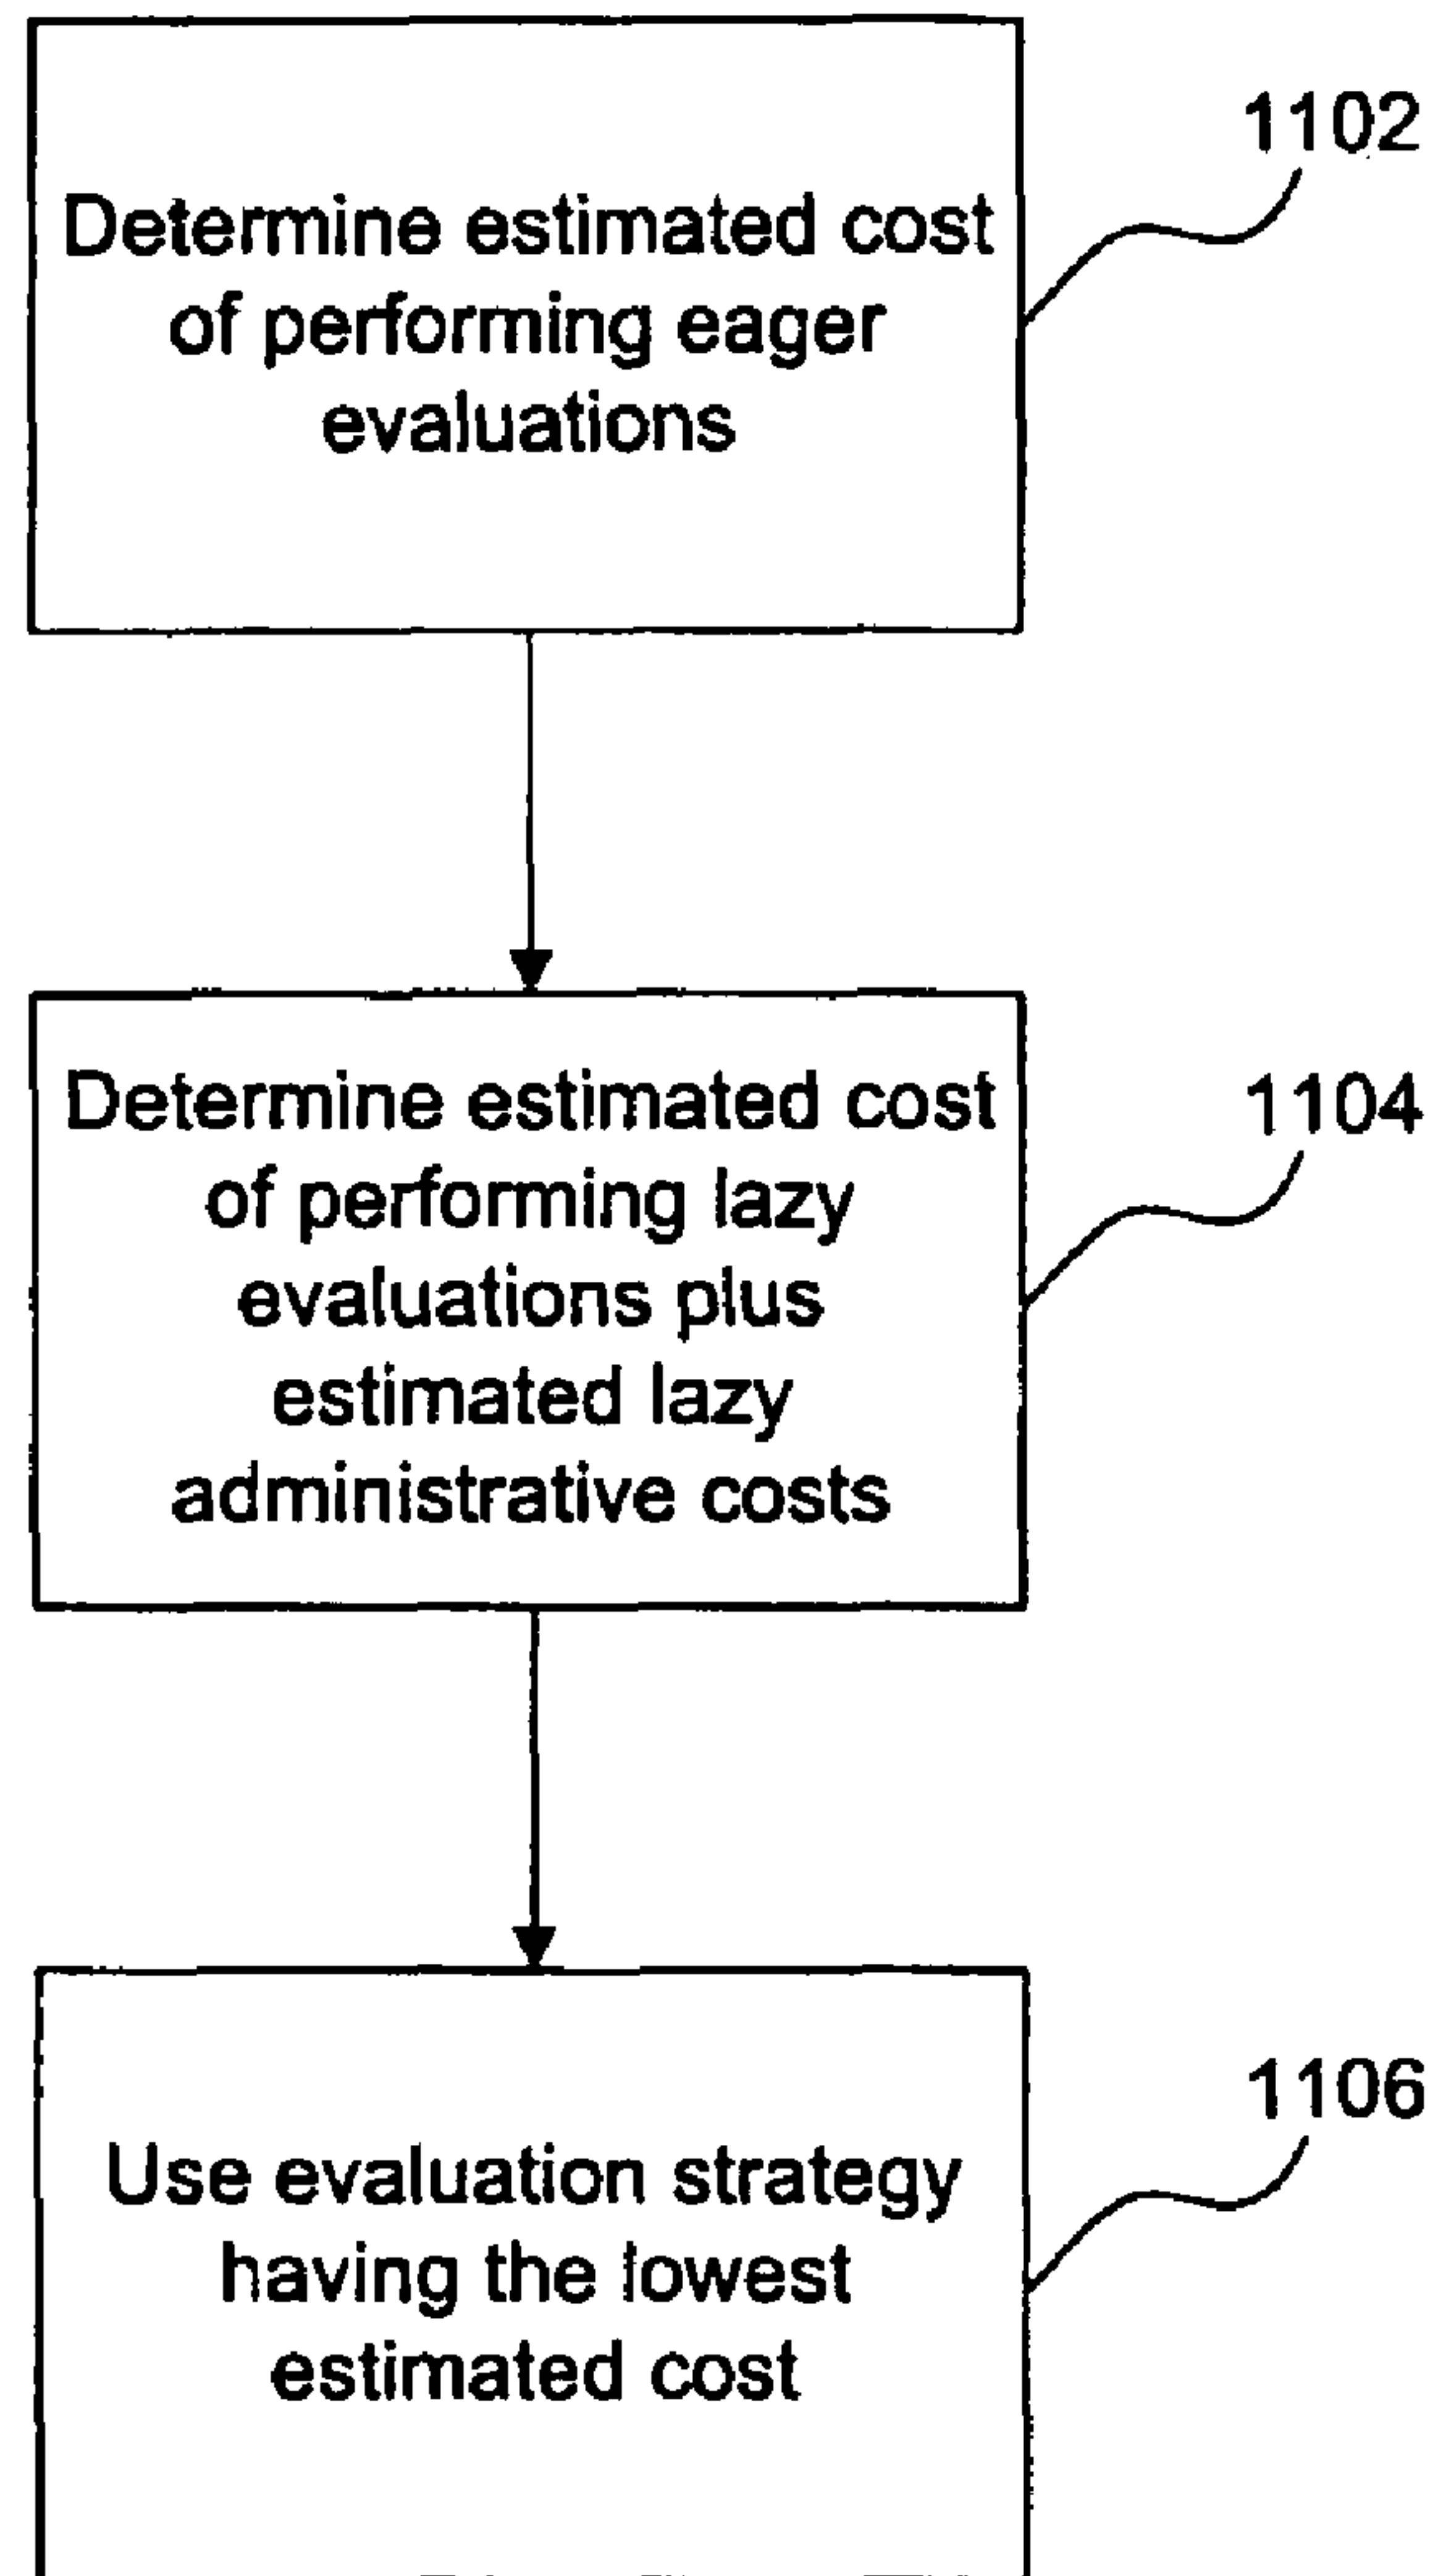 1102
Determine estimated cost
of performing eager
evaluations
1104
Determine estimated cost
of performing lazy
evaluations plus
estimated lazy
administrative costs
1106
Use evaluation strategy
having the lowest
estimated cost